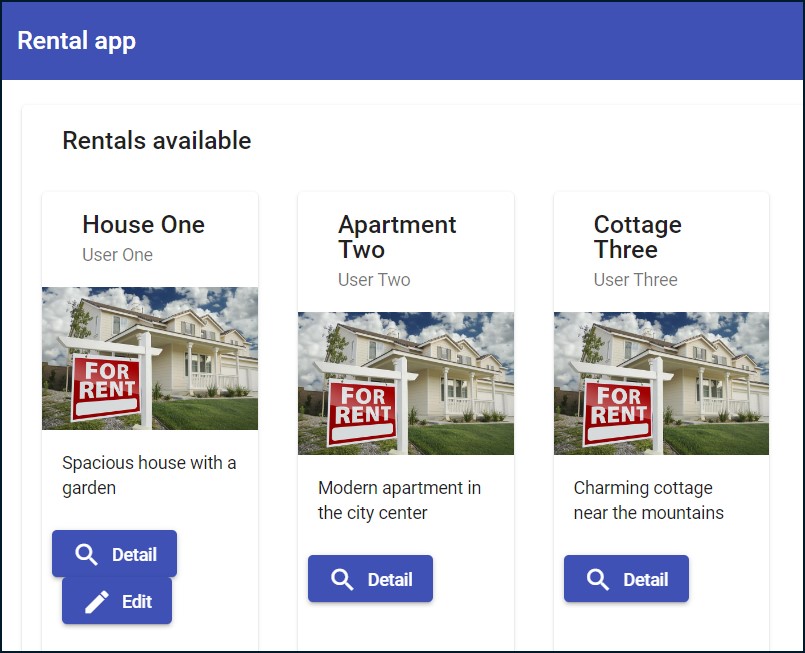 Rental app
Rentals available
House One
User One
FOR
RENT
Spacious house with a
garden
Detail
Edit
Apartment
Two
User Two
FOR
RENT
Modern apartment in
the city center
Detail
Cottage
Three
User Three
FOR
RENT
Charming cottage
near the mountains
Detail